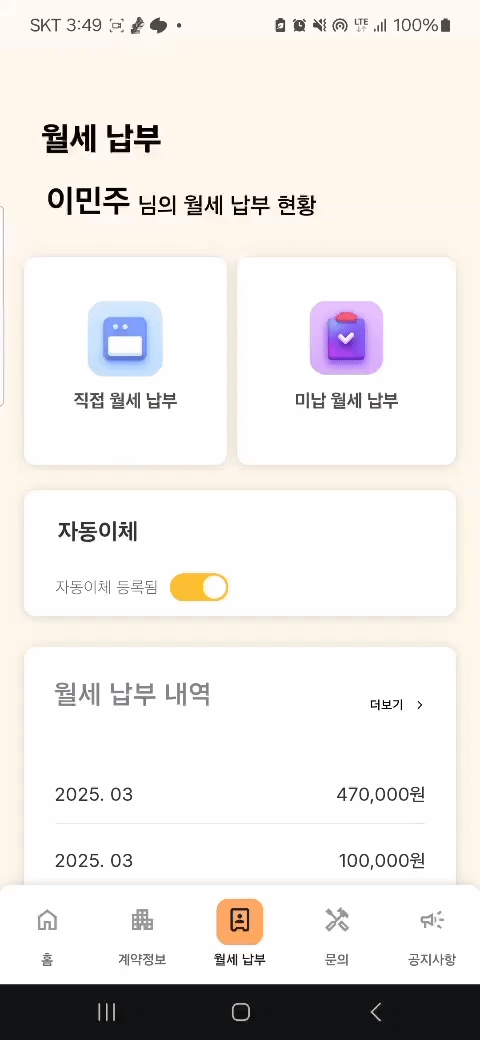 SKT 3:49 LTE 100%
월세 납부
이민주 님의 월세 납부 현황
직접 월세 납부 미납 월세 납부
자동이체
자동이체 등록됨
월세 납부 내역
더보기 >
2025. 03 470,000원
2025. 03 100,000원
홈 계약정보 월세 납부 문의 공지사항